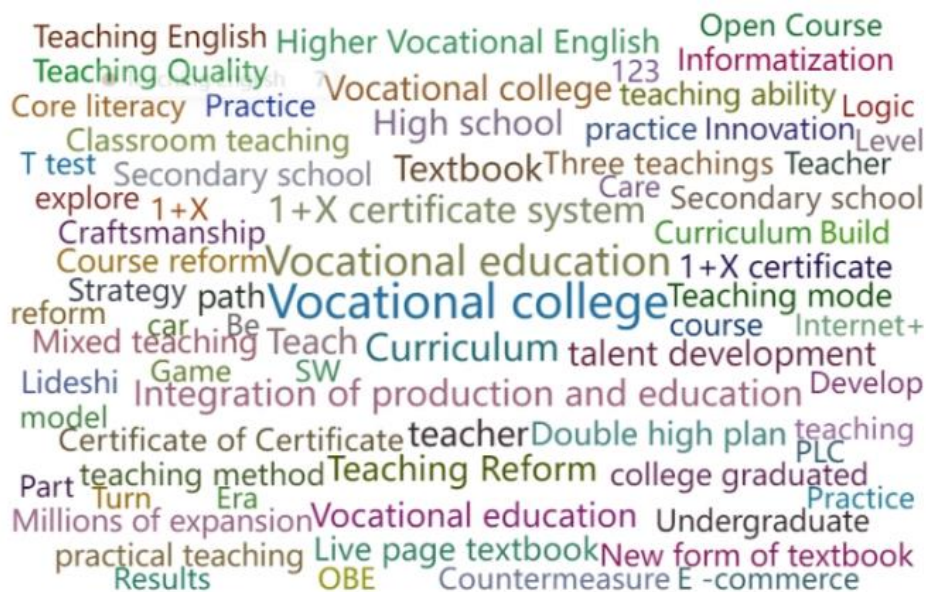 Teaching English Higher Vocational English Open Course
Teaching Quality 123 Informatization
Core literacy Practice Vocational college teaching ability Logic
Classroom teaching High school practice Innovation Level
T test Secondary school Textbook Three teachings Teacher
explore 1+X 1+X certificate system Care Secondary school
Craftsmanship Curriculum Build
Course reform Vocational education 1+X certificate
Strategy path Vocational college Teaching mode
reform car Be course Internet+
Mixed teaching Teach Curriculum talent development
Lideshi Game SW Integration of production and education Develop
model
Certificate of Certificate teacher Double high plan teaching
PLC
Part teaching method Teaching Reform college graduated
Turn Era Practice
Millions of expansion Vocational education Undergraduate
practical teaching Live page textbook New form of textbook
Results OBE Countermeasure E -commerce